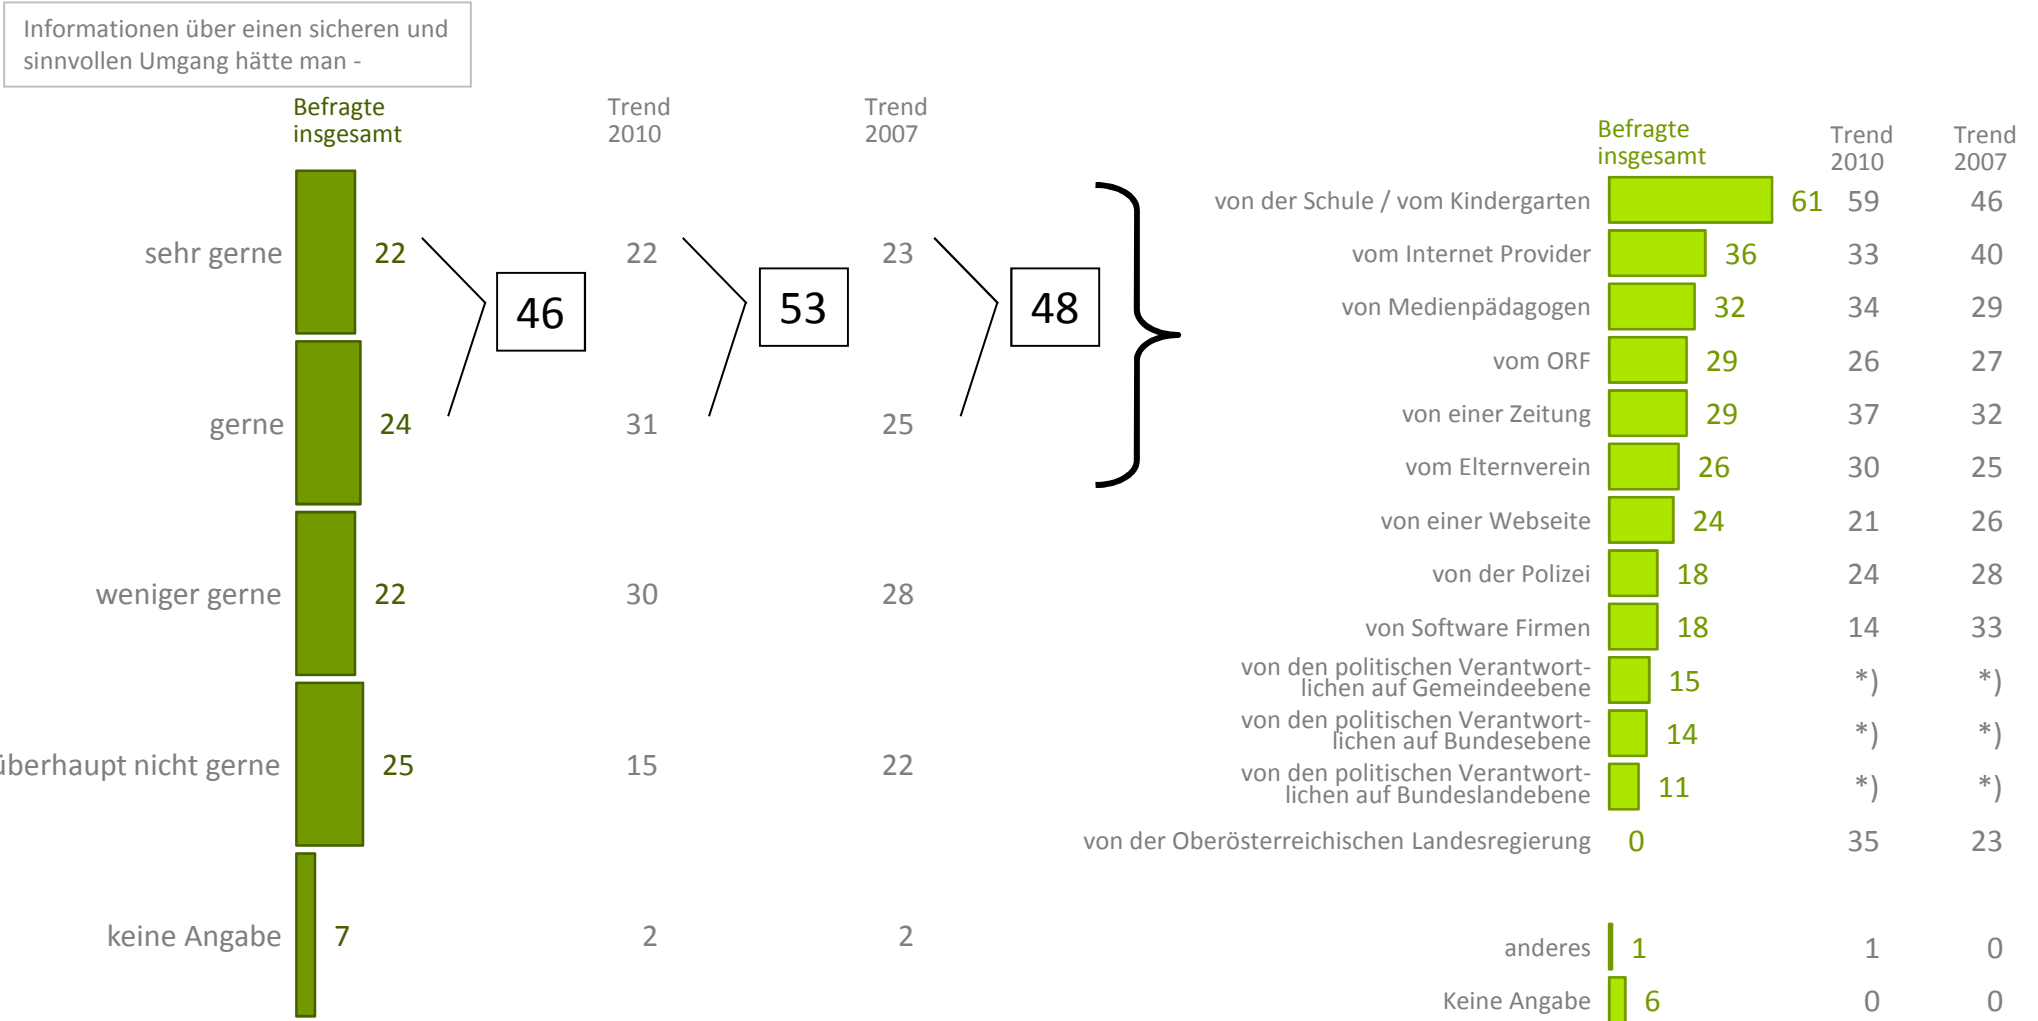 Informationen über einen sicheren und
sinnvollen Umgang hätte man -
Befragte
insgesamt
Trend
2010
Trend
2007
sehr gerne 22 22 23
46 53 48
gerne 24 31 25
weniger gerne 22 30 28
überhaupt nicht gerne 25 15 22
keine Angabe 7 2 2
Befragte
insgesamt
Trend
2010
Trend
2007
von der Schule / vom Kindergarten 61 59 46
vom Internet Provider 36 33 40
von Medienpädagogen 32 34 29
vom ORF 29 26 27
von einer Zeitung 29 37 32
vom Elternverein 26 30 25
von einer Webseite 24 21 26
von der Polizei 18 24 28
von Software Firmen 18 14 33
von den politischen Verantwort-
lichen auf Gemeindeebene 15 *) *)
von den politischen Verantwort-
lichen auf Bundesebene 14 *) *)
von den politischen Verantwort-
lichen auf Bundeslandebene 11 *) *)
von der Oberösterreichischen Landesregierung 0 35 23
anderes 1 1 0
Keine Angabe 6 0 0